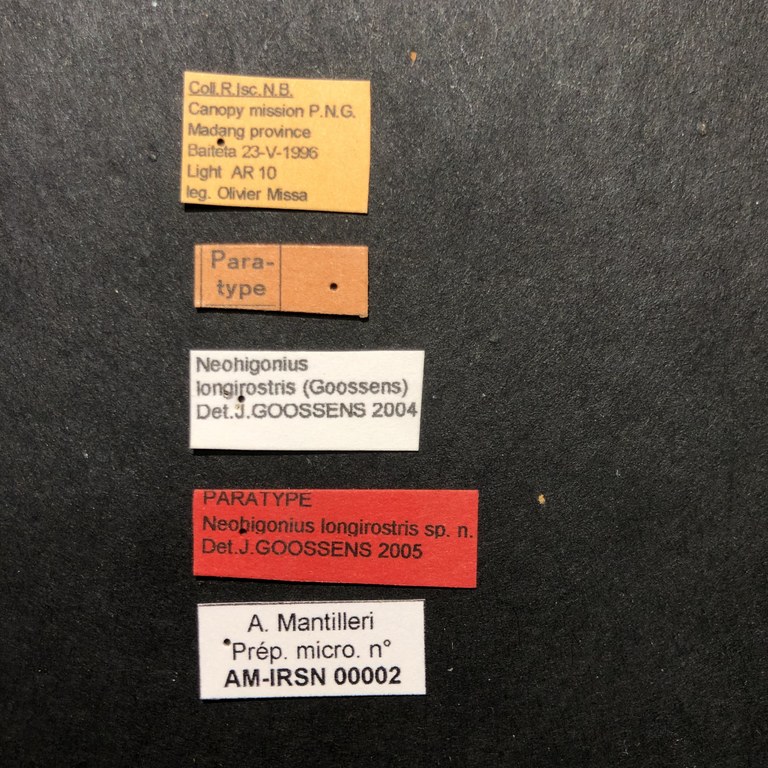 Coll.R.Isc.N.B.
Canopy mission P.N.G.
Madang province
Baiteta 23-V-1996
Light AR 10
leg. Olivier Missa
Para-
type
Neohigonius
longirostris (Goossens)
Det.J.GOOSSENS 2004
PARATYPE
Neohigonius longirostris sp. n.
Det.J.GOOSSENS 2005
A. Mantilleri
Prép. micro. n°
AM-IRSN 00002